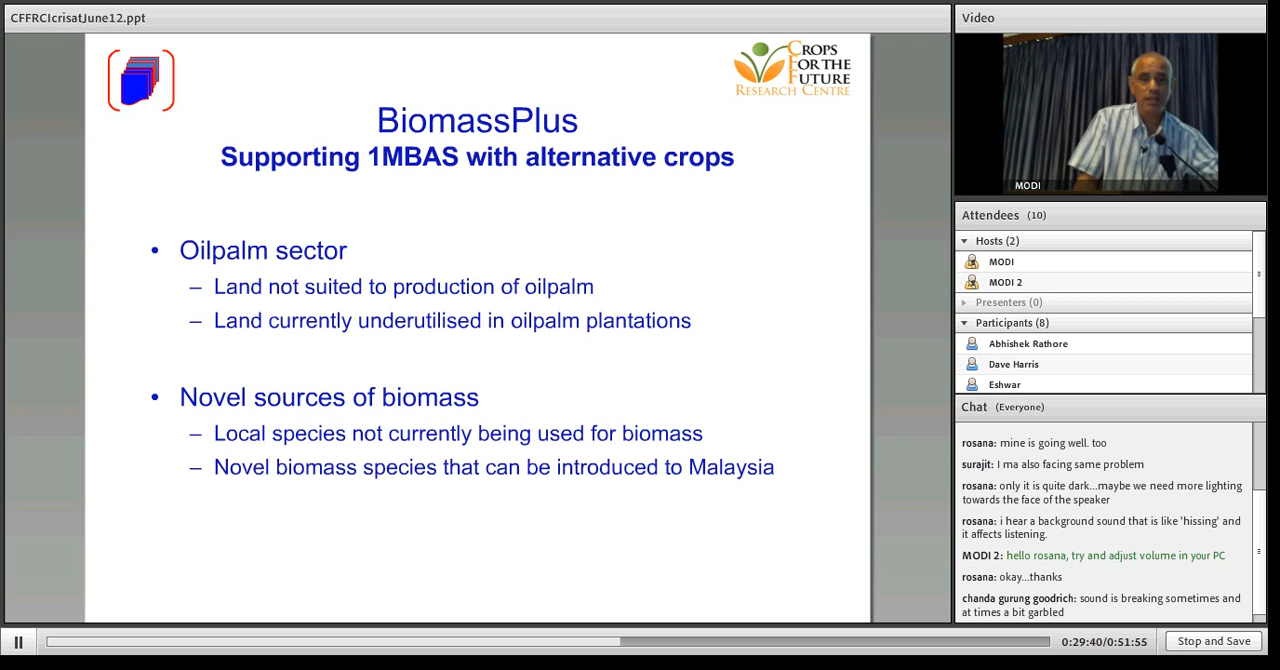 CFFRCIcrisatJune12.ppt
CROPS
FOR THE
FUTURE
RESEARCH CENTRE
BiomassPlus
Supporting 1MBAS with alternative crops
• Oilpalm sector
– Land not suited to production of oilpalm
– Land currently underutilised in oilpalm plantations
• Novel sources of biomass
– Local species not currently being used for biomass
– Novel biomass species that can be introduced to Malaysia
Video
MODI
Attendees (10)
Hosts (2)
MODI
MODI 2
Presenters (0)
Participants (8)
Abhishek Rathore
Dave Harris
Eshwar
Chat (Everyone)
rosana: mine is going well. too
surajit: I ma also facing same problem
rosana: only it is quite dark...maybe we need more lighting
towards the face of the speaker
rosana: i hear a background sound that is like 'hissing' and
it affects listening.
MODI 2: hello rosana, try and adjust volume in your PC
rosana: okay...thanks
chanda gurung goodrich: sound is breaking sometimes and
at times a bit garbled
0:29:40/0:51:55
Stop and Save